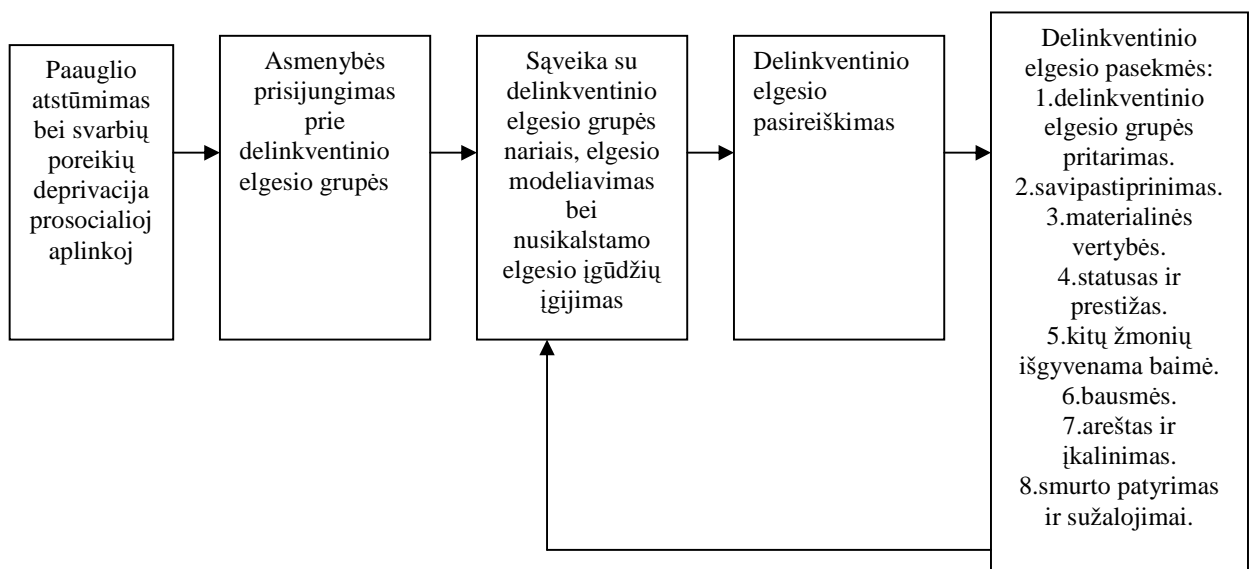 Paauglio
atstūmimas
bei svarbių
poreikių
deprivacija
prosocialioj
aplinkoj
Asmenybės
prisijungimas
prie
delinkventinio
elgesio grupės
Sąveika su
delinkventinio
elgesio grupės
nariais, elgesio
modeliavimas
bei
nusikalstamo
elgesio įgūdžių
įgijimas
Delinkventinio
elgesio
pasireiškimas
Delinkventinio
elgesio pasekmės:
1.delinkventinio
elgesio grupės
pritarimas.
2.savipastiprinimas.
3.materialinės
vertybės.
4.statusas ir
prestižas.
5.kitų žmonių
išgyvenama baimė.
6.bausmės.
7.areštas ir
įkalinimas.
8.smurto patyrimas
ir sužalojimai.